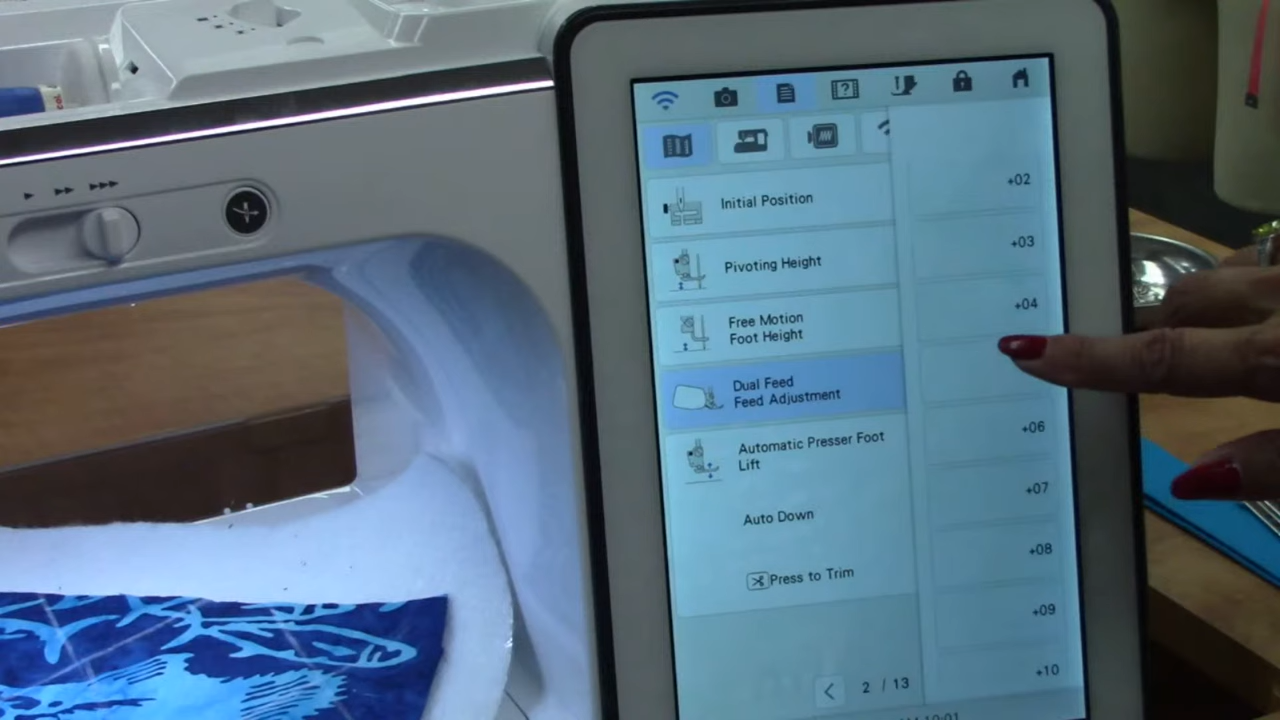 Initial Position
Pivoting Height
Free Motion
Foot Height
Dual Feed
Feed Adjustment
Automatic Presser Foot
Lift
Auto Down
Press to Trim
2 / 13
+02
+03
+04
+06
+07
+08
+09
+10